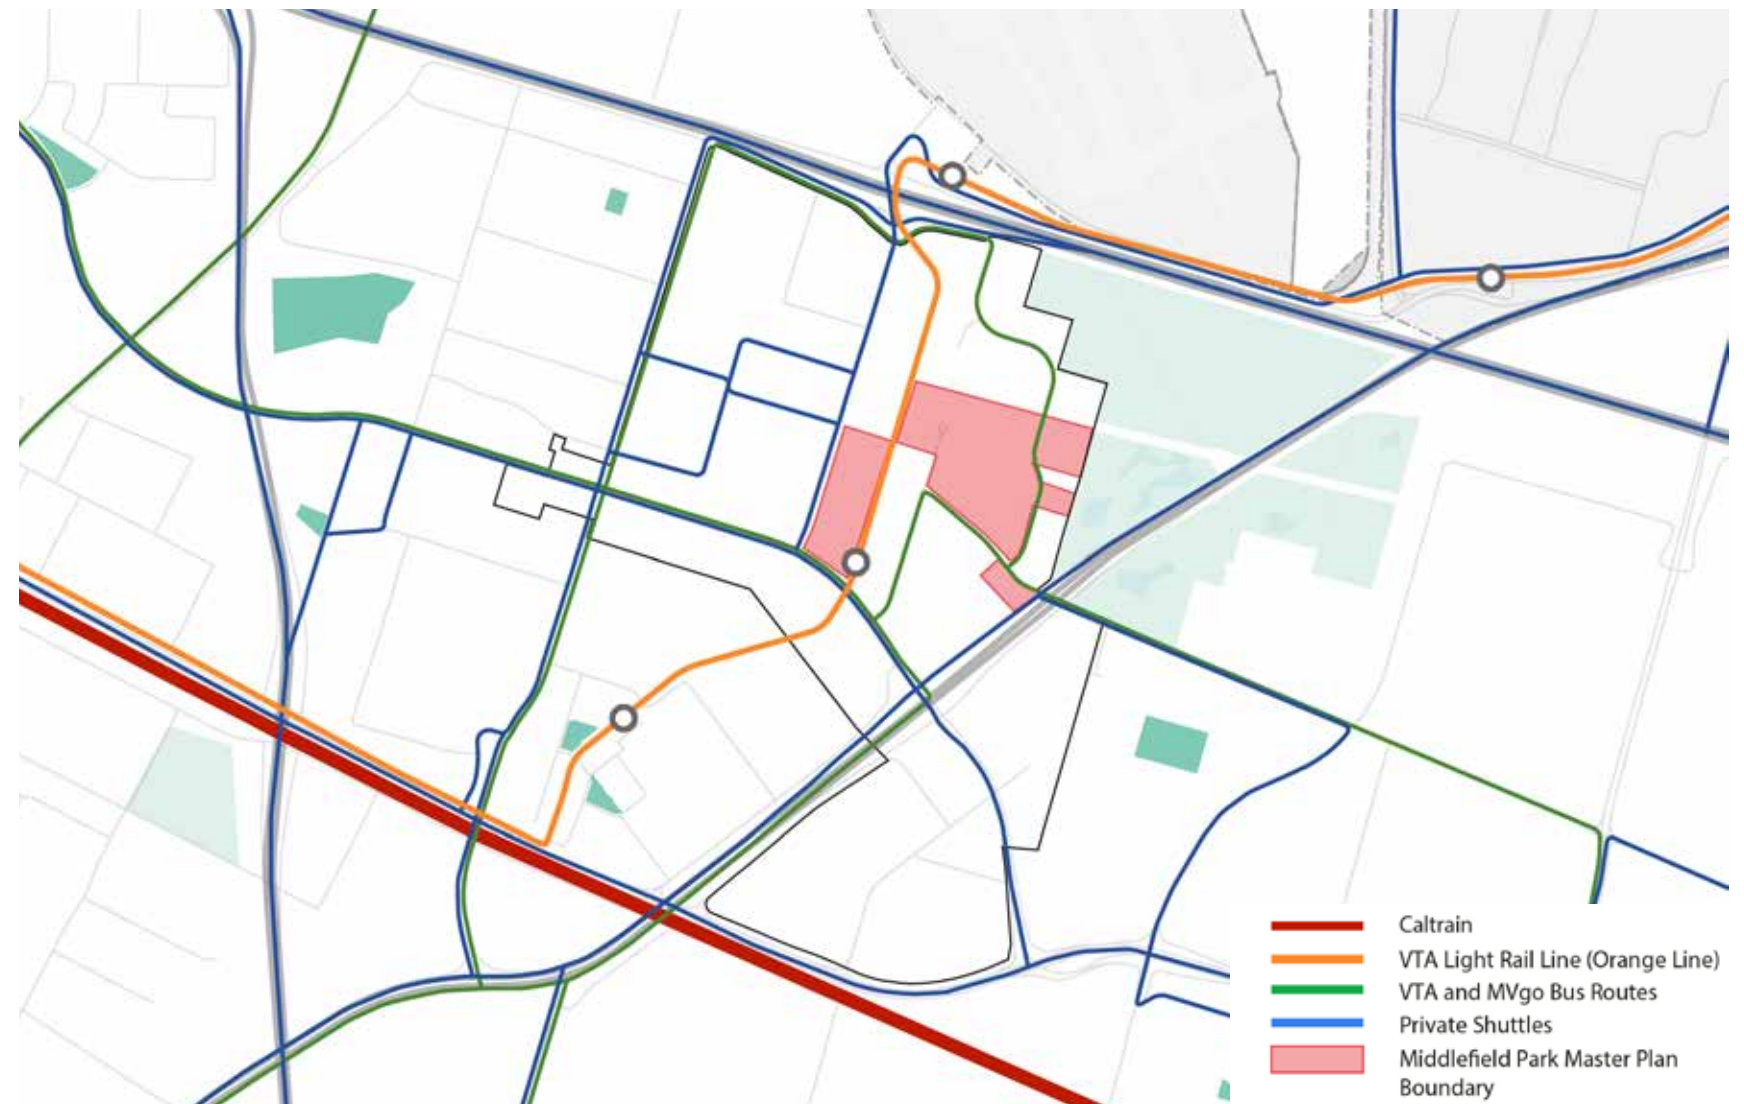 Caltrain
VTA Light Rail Line (Orange Line)
VTA and MVgo Bus Routes
Private Shuttles
Middlefield Park Master Plan
Boundary